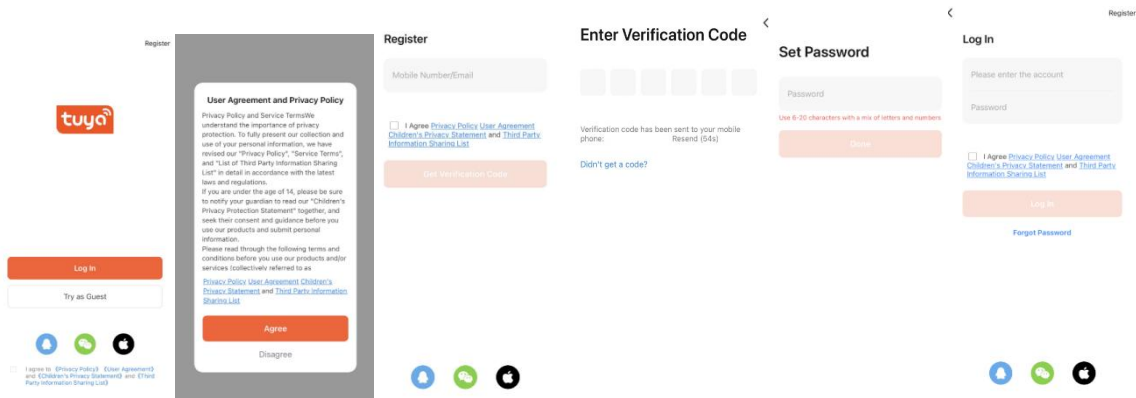 Register
tuya
Log In
Try as Guest
I agree to 《Privacy Policy》 《User Agreement》
and 《Children's Privacy Statement》 and 《Third
Party Information Sharing List》
User Agreement and Privacy Policy
Privacy Policy and Service TermsWe
understand the importance of privacy
protection. To fully present our collection and
use of your personal information, we have
revised our "Privacy Policy", "Service Terms",
and "List of Third Party Information Sharing
List" in detail in accordance with the latest
laws and regulations.
If you are under the age of 14, please be sure
to notify your guardian to read our "Children's
Privacy Protection Statement" together, and
seek their consent and guidance before you
use our products and submit personal
information.
Please read through the following terms and
conditions before you use our products and/or
services (collectively referred to as
Privacy Policy User Agreement Children's
Privacy Statement and Third Party Information
Sharing List
Agree
Disagree
Register
Mobile Number/Email
I Agree Privacy Policy User Agreement
Children's Privacy Statement and Third Party
Information Sharing List
Get Verification Code
Enter Verification Code
Verification code has been sent to your mobile
phone: Resend (54s)
Didn't get a code?
Set Password
Password
Use 6-20 characters with a mix of letters and numbers
Done
Register
Log In
Please enter the account
Password
I Agree Privacy Policy User Agreement
Children's Privacy Statement and Third Party
Information Sharing List
Log In
Forgot Password